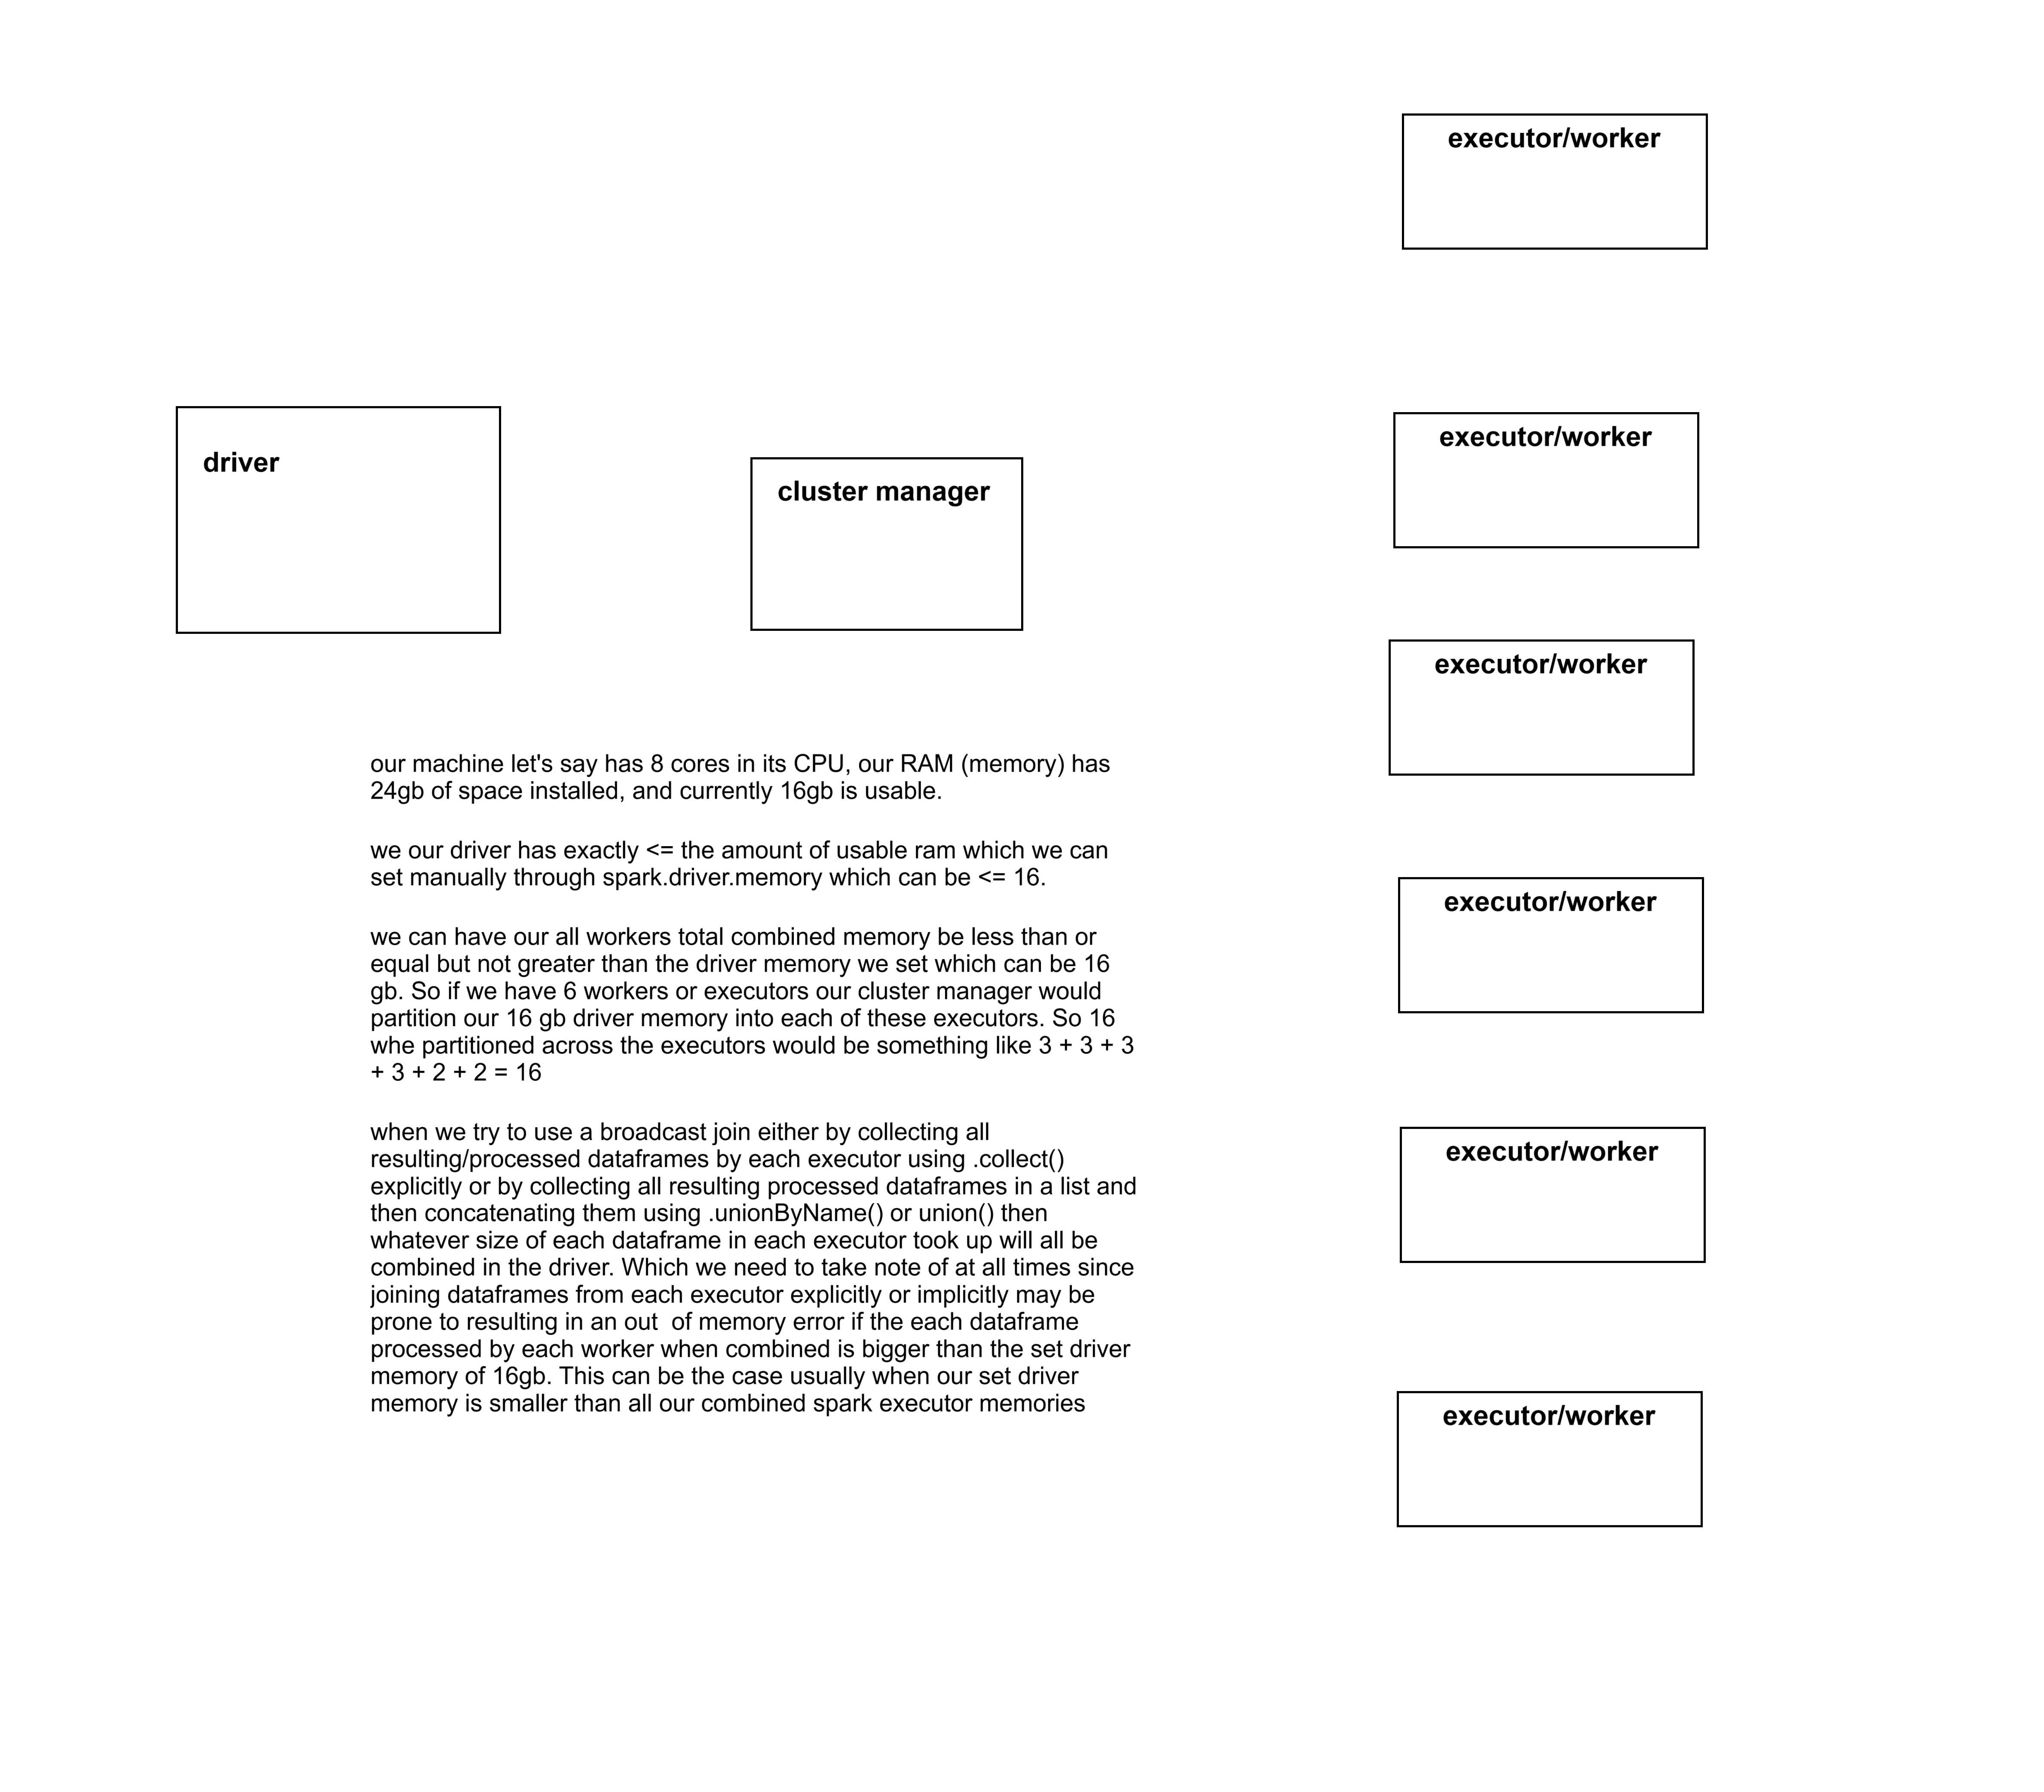 executor/worker
driver
cluster manager
executor/worker
executor/worker
our machine let's say has 8 cores in its CPU, our RAM (memory) has
24gb of space installed, and currently 16gb is usable.
we our driver has exactly <= the amount of usable ram which we can
set manually through spark.driver.memory which can be <= 16.
we can have our all workers total combined memory be less than or
equal but not greater than the driver memory we set which can be 16
gb. So if we have 6 workers or executors our cluster manager would
partition our 16 gb driver memory into each of these executors. So 16
whe partitioned across the executors would be something like 3 + 3 + 3
+ 3 + 2 + 2 = 16
when we try to use a broadcast join either by collecting all
resulting/processed dataframes by each executor using .collect()
explicitly or by collecting all resulting processed dataframes in a list and
then concatenating them using .unionByName() or union() then
whatever size of each dataframe in each executor took up will all be
combined in the driver. Which we need to take note of at all times since
joining dataframes from each executor explicitly or implicitly may be
prone to resulting in an out  of memory error if the each dataframe
processed by each worker when combined is bigger than the set driver
memory of 16gb. This can be the case usually when our set driver
memory is smaller than all our combined spark executor memories
executor/worker
executor/worker
executor/worker